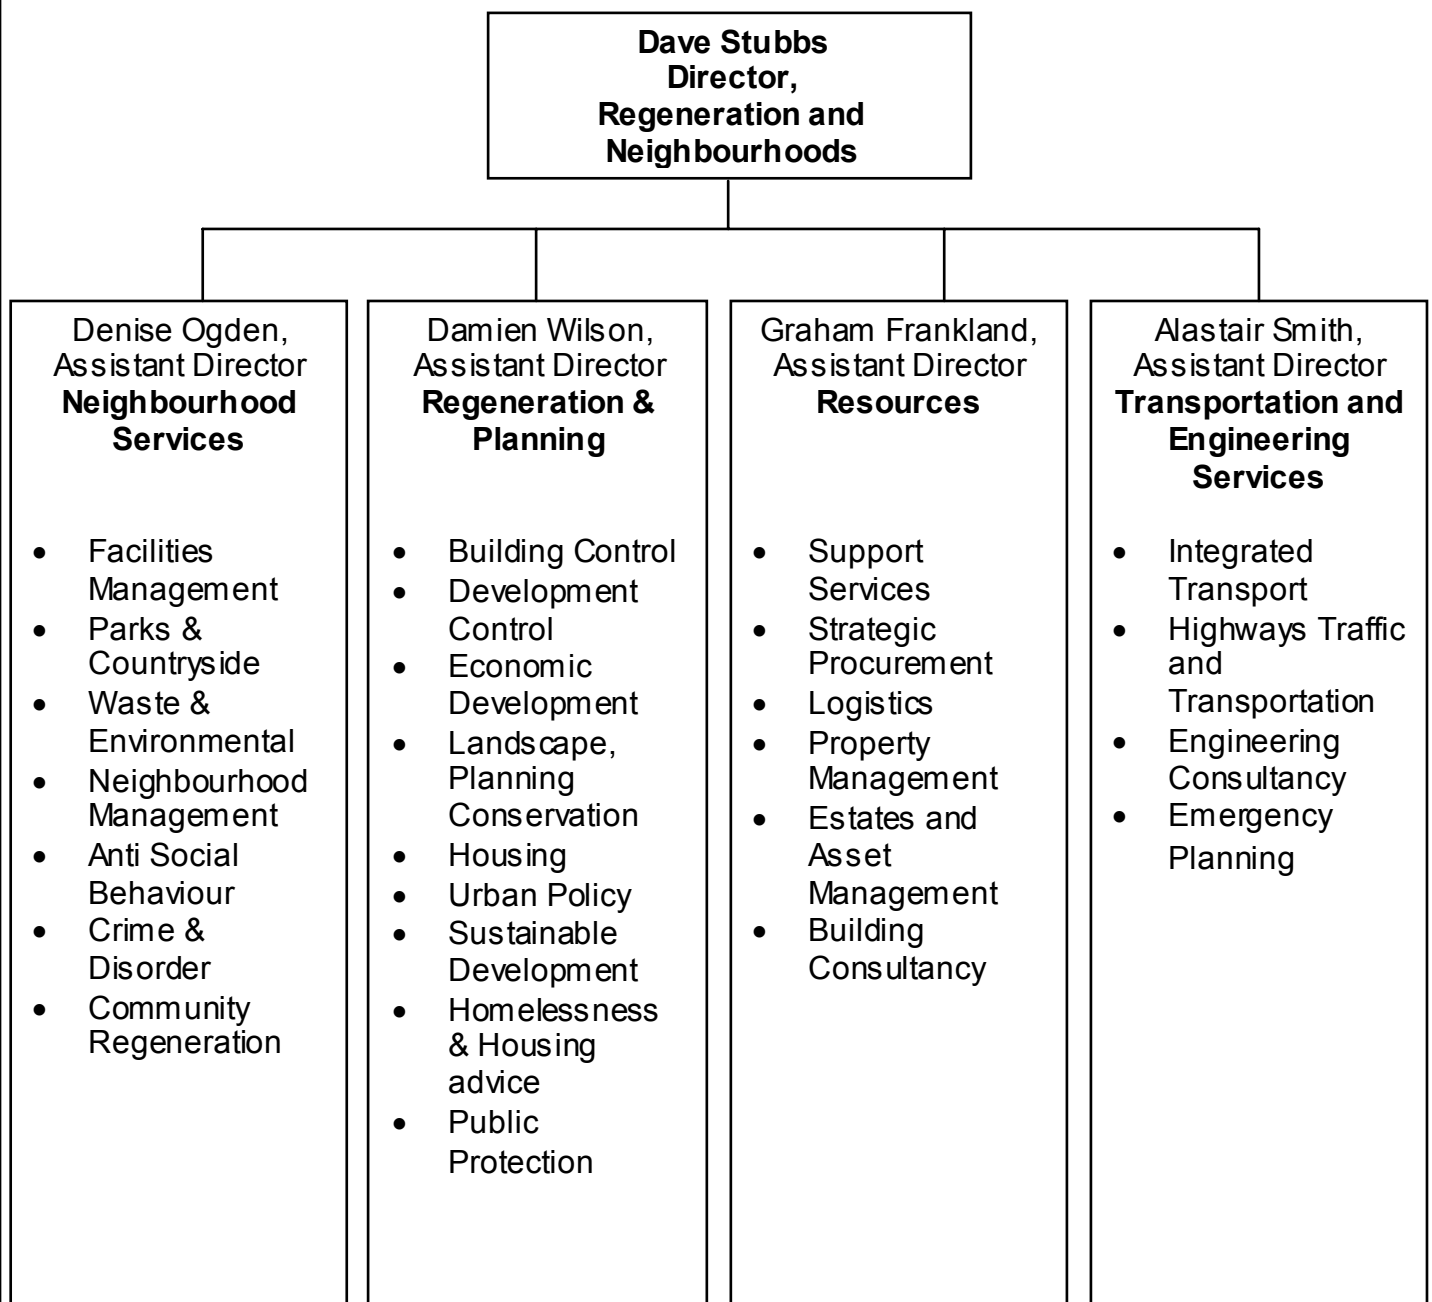 Dave Stubbs
Director,
Regeneration and
Neighbourhoods
Denise Ogden,
Assistant Director
Neighbourhood
Services
• Facilities
Management
• Parks &
Countryside
• Waste &
Environmental
• Neighbourhood
Management
• Anti Social
Behaviour
• Crime &
Disorder
• Community
Regeneration
Damien Wilson,
Assistant Director
Regeneration &
Planning
• Building Control
• Development
Control
• Economic
Development
• Landscape,
Planning
Conservation
• Housing
• Urban Policy
• Sustainable
Development
• Homelessness
& Housing
advice
• Public
Protection
Graham Frankland,
Assistant Director
Resources
• Support
Services
• Strategic
Procurement
• Logistics
• Property
Management
• Estates and
Asset
Management
• Building
Consultancy
Alastair Smith,
Assistant Director
Transportation and
Engineering
Services
• Integrated
Transport
• Highways Traffic
and
Transportation
• Engineering
Consultancy
• Emergency
Planning